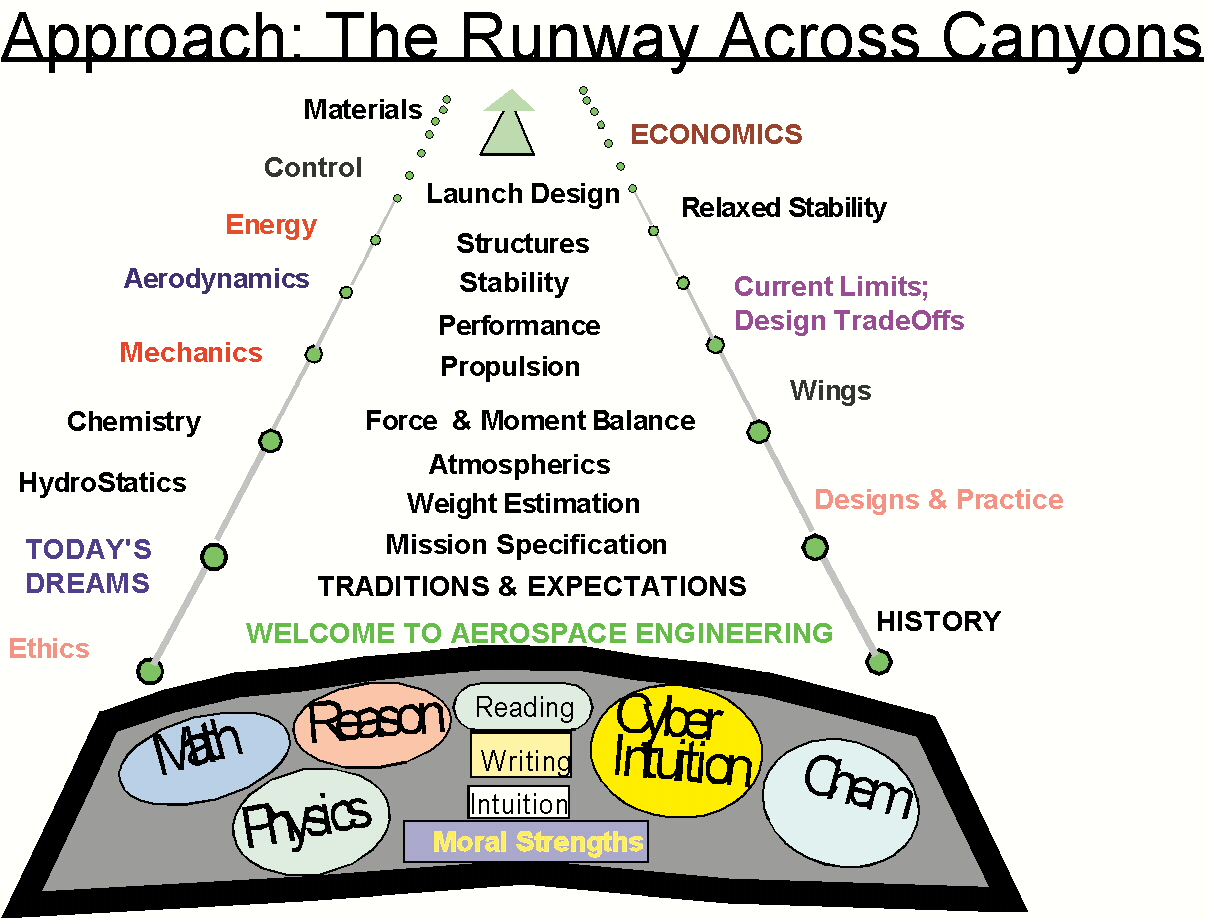 Approach: The Runway Across Canyons
Materials
Control
Energy
Aerodynamics
Mechanics
Chemistry
HydroStatics
TODAY'S
DREAMS
Ethics
Launch Design
Structures
Stability
Performance
Propulsion
Force & Moment Balance
Atmospherics
Weight Estimation
Mission Specification
TRADITIONS & EXPECTATIONS
WELCOME TO AEROSPACE ENGINEERING
ECONOMICS
Relaxed Stability
Current Limits;
Design TradeOffs
Wings
Designs & Practice
HISTORY
Math
Reason
Physics
Reading
Writing
Intuition
Moral Strengths
Cyber
Intuition
Chem